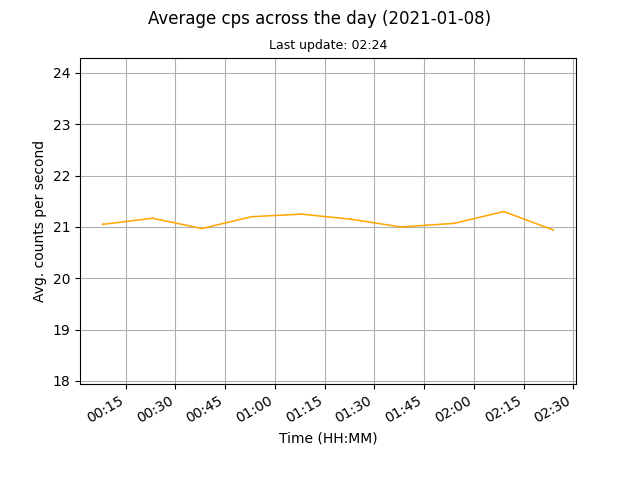 Average cps across the day (2021-01-08)
Last update: 02:24
24
23
22
21
20
19
18
Avg. counts per second
00:15 00:30 00:45 01:00 01:15 01:30 01:45 02:00 02:15 02:30
Time (HH:MM)